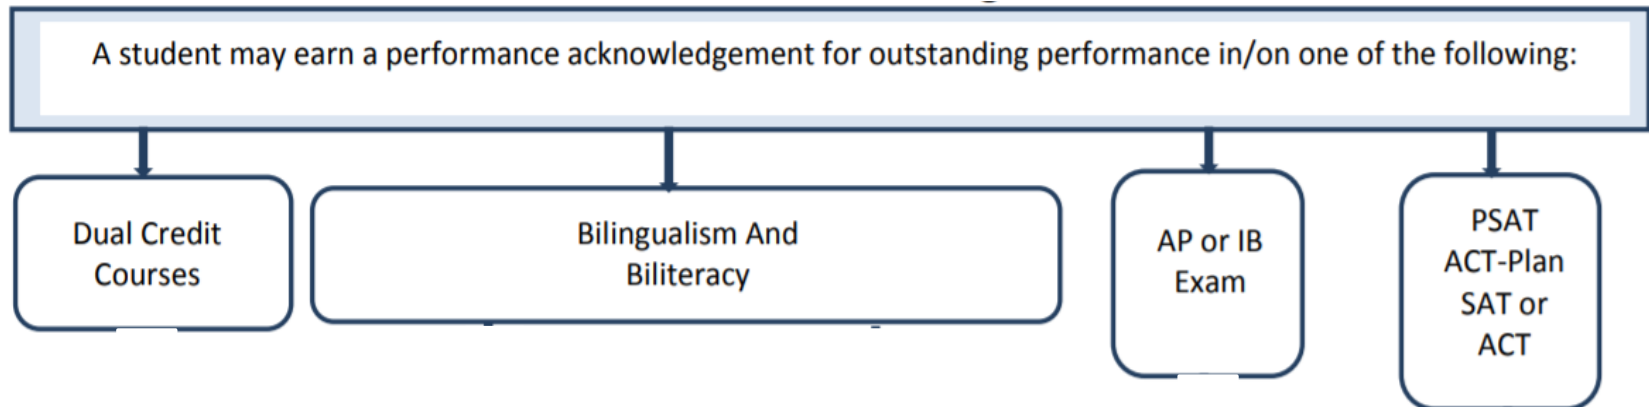 A student may earn a performance acknowledgement for outstanding performance in/on one of the following:
Dual Credit
Courses
Bilingualism And
Biliteracy
AP or IB
Exam
PSAT
ACT-Plan
SAT or
ACT